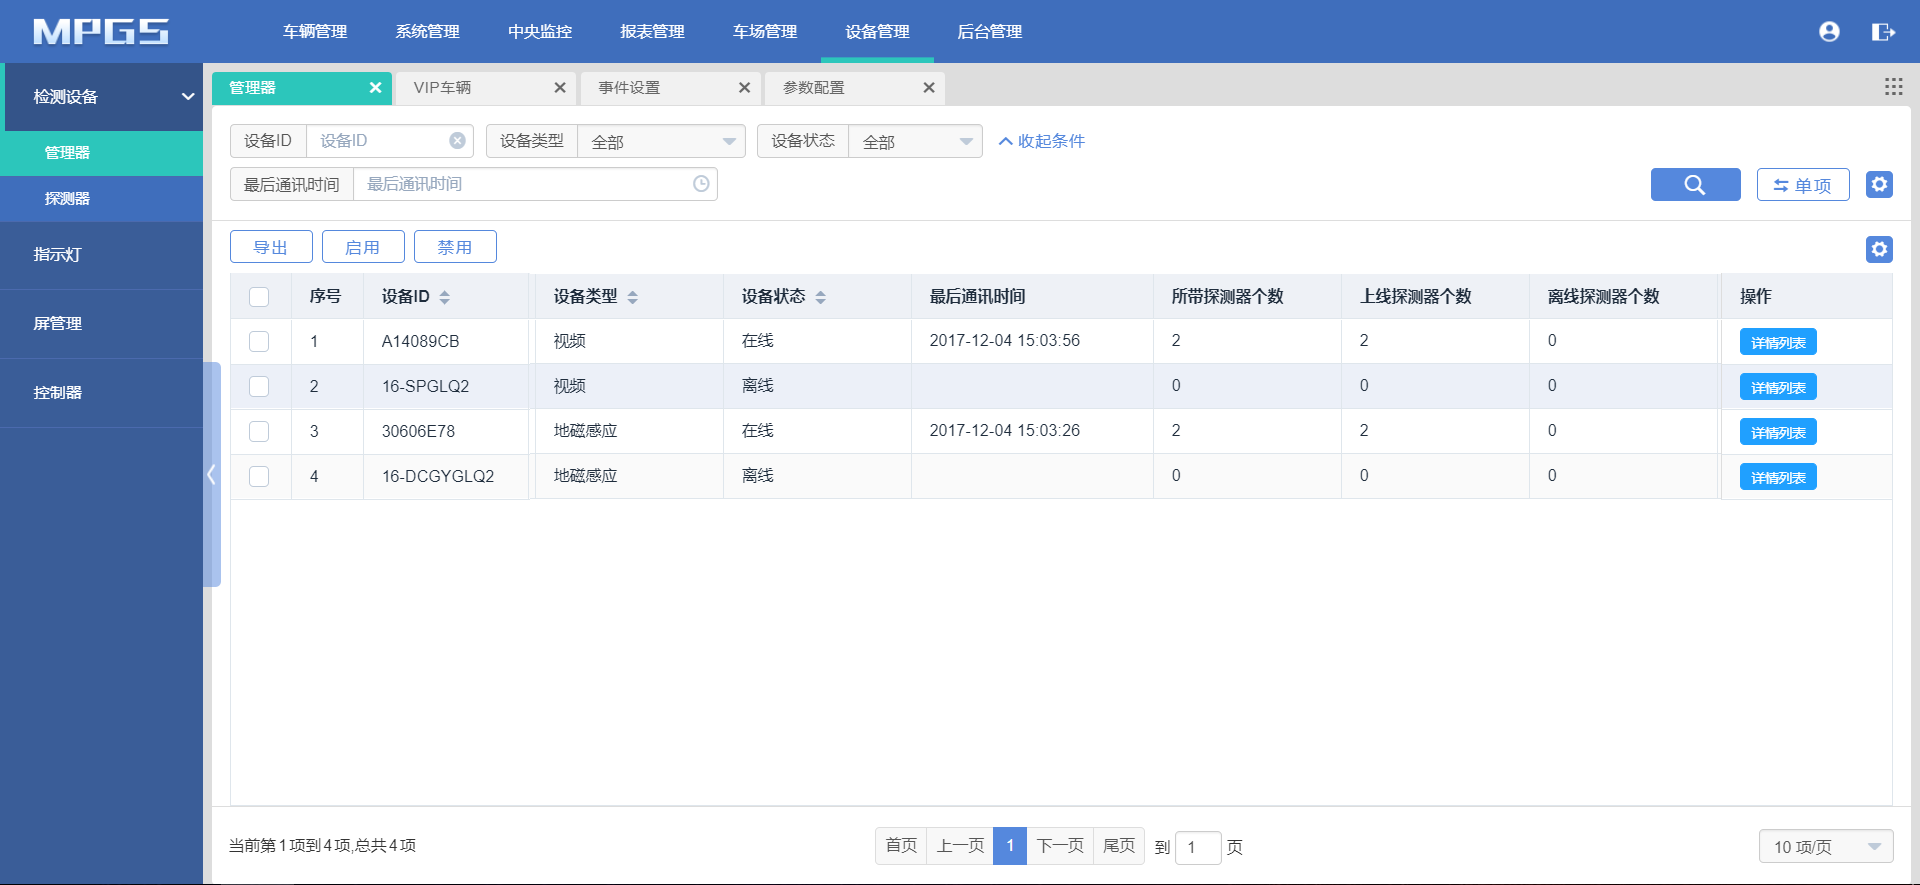 MPGS 车辆管理 系统管理 中央监控 报表管理 车场管理 设备管理 后台管理
检测设备
管理器
探测器
指示灯
屏管理
控制器
管理器 VIP车辆 事件设置 参数配置
设备ID 设备ID 设备类型 全部 设备状态 全部 收起条件
最后通讯时间 最后通讯时间 单项
导出 启用 禁用
序号 设备ID 设备类型 设备状态 最后通讯时间 所带探测器个数 上线探测器个数 离线探测器个数 操作
1 A14089CB 视频 在线 2017-12-04 15:03:56 2 2 0 详情列表
2 16-SPGLQ2 视频 离线 0 0 0 详情列表
3 30606E78 地磁感应 在线 2017-12-04 15:03:26 2 2 0 详情列表
4 16-DCGYGLQ2 地磁感应 离线 0 0 0 详情列表
当前第1项到4项,总共4项 首页 上一页 1 下一页 尾页 到 1 页 10 项/页